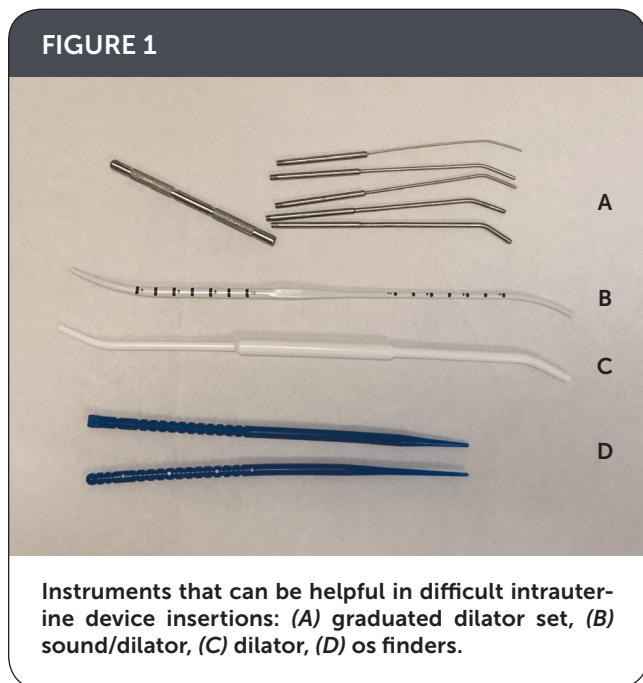 FIGURE 1
A
B
C
D
Instruments that can be helpful in difficult intrauter-
ine device insertions: (A) graduated dilator set, (B)
sound/dilator, (C) dilator, (D) os finders.